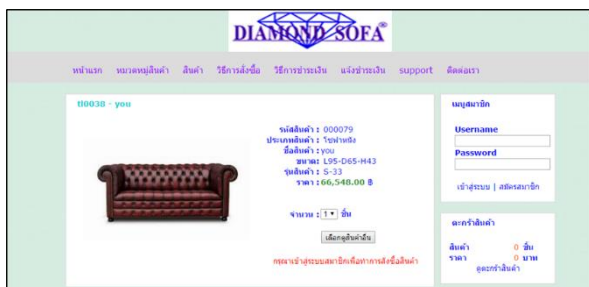 DIAMOND SOFA®
หน้าแรก หมวดหมู่สินค้า สินค้า วิธีการสั่งซื้อ วิธีการชำระเงิน แจ้งชำระเงิน support ติดต่อเรา
tl0038 - you
รหัสสินค้า : 000079
ประเภทสินค้า : โซฟาหนัง
ชื่อสินค้า : you
ขนาด: L95-D65-H43
รุ่นสินค้า : S-33
ราคา : 66,548.00 ฿
จำนวน : 1 ชิ้น
เลือกดูสินค้าอื่น
กรุณาเข้าสู่ระบบสมาชิกเพื่อทำการสั่งซื้อสินค้า
เมนูสมาชิก
Username
Password
เข้าสู่ระบบ | สมัครสมาชิก
ตะกร้าสินค้า
สินค้า 0 ชิ้น
ราคา 0 บาท
ดูตะกร้าสินค้า